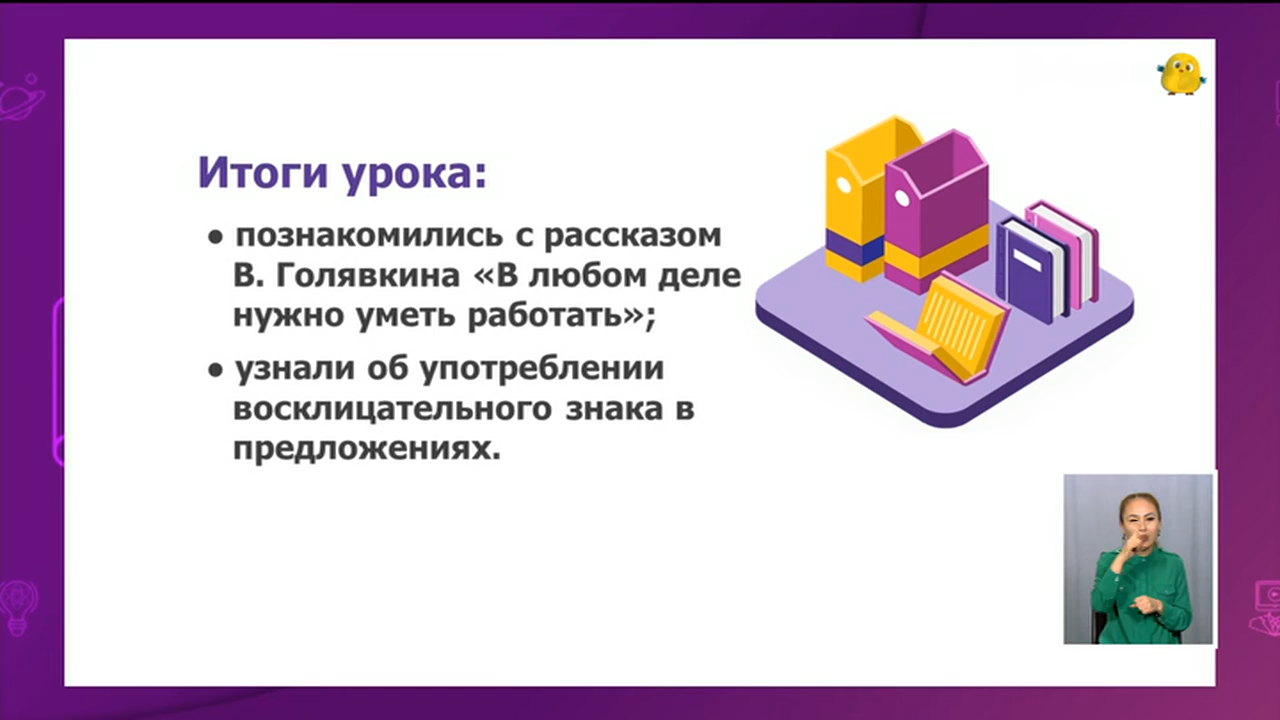 Итоги урока:
● познакомились с рассказом
В. Голявкина «В любом деле
нужно уметь работать»;
● узнали об употреблении
восклицательного знака в
предложениях.